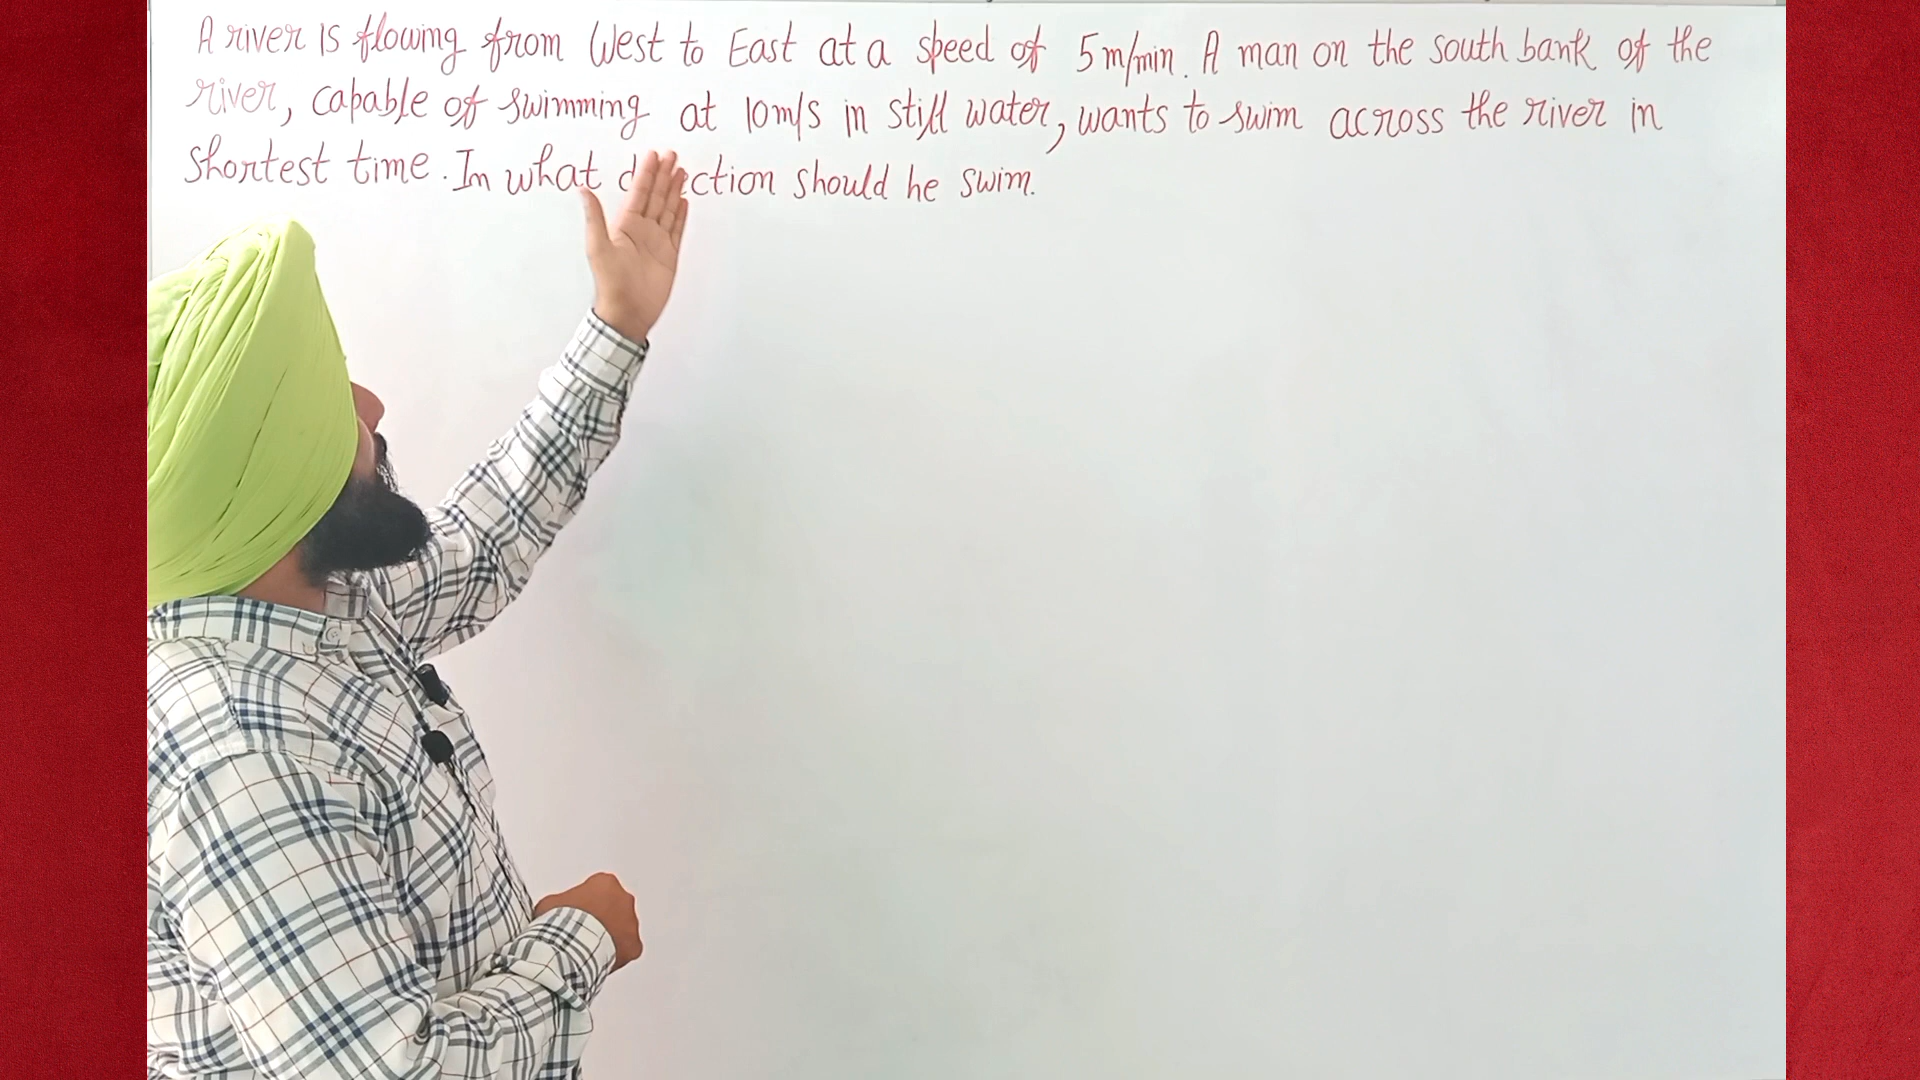 A river is flowing from West to East at a speed of 5m/min. A man on the south bank of the
river, capable of swimming at 10m/s in still water, wants to swim across the river in
shortest time. In what direction should he swim.